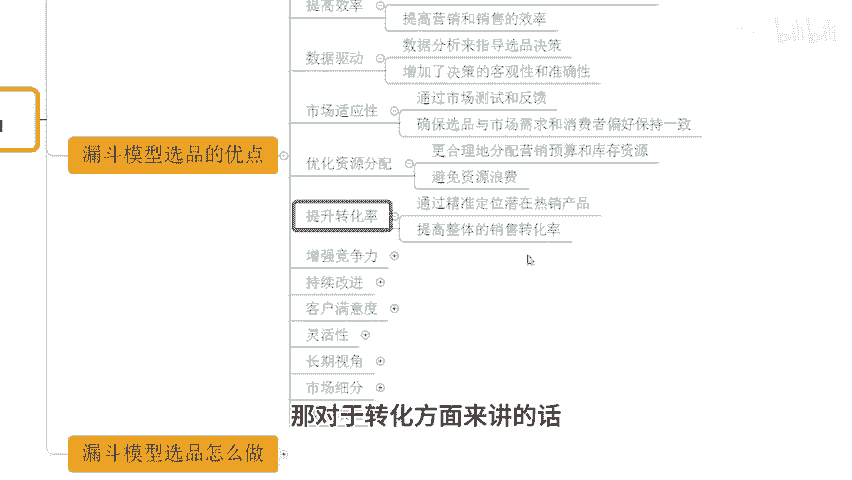 提高效率
提高营销和销售的效率
bilibili
数据驱动
数据分析来指导选品决策
增加了决策的客观性和准确性
市场适应性
通过市场测试和反馈
确保选品与市场需求和消费者偏好保持一致
漏斗模型选品的优点
优化资源分配
更合理地分配营销预算和库存资源
避免资源浪费
提升转化率
通过精准定位潜在热销产品
提高整体的销售转化率
增强竞争力
持续改进
客户满意度
灵活性
长期视角
市场细分
那对于转化方面来讲的话
漏斗模型选品怎么做